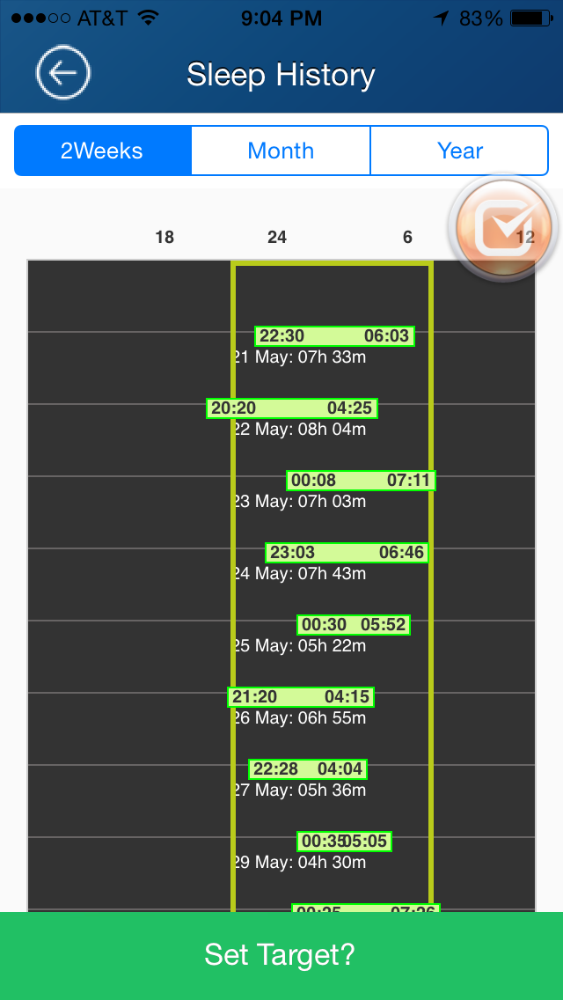 AT&T 9:04 PM 83%
Sleep History
2Weeks Month Year
18 24 6 12
22:30 06:03
21 May: 07h 33m
20:20 04:25
22 May: 08h 04m
00:08 07:11
23 May: 07h 03m
23:03 06:46
24 May: 07h 43m
00:30 05:52
25 May: 05h 22m
21:20 04:15
26 May: 06h 55m
22:28 04:04
27 May: 05h 36m
00:35 05:05
29 May: 04h 30m
00:25 07:26
Set Target?